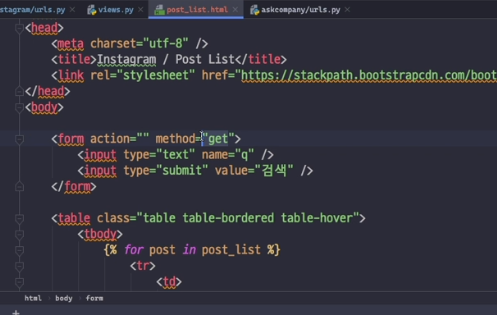 stagram/urls.py × views.py × post_list.html × askcompany/urls.py ×
<head>
<meta charset="utf-8" />
<title>Instagram / Post List</title>
<link rel="stylesheet" href="https://stackpath.bootstrapcdn.com/boot
</head>
<body>
<form action="" method="get">
<input type="text" name="q" />
<input type="submit" value="검색" />
</form>
<table class="table table-bordered table-hover">
<tbody>
{% for post in post_list %}
<tr>
<td>
html › body › form